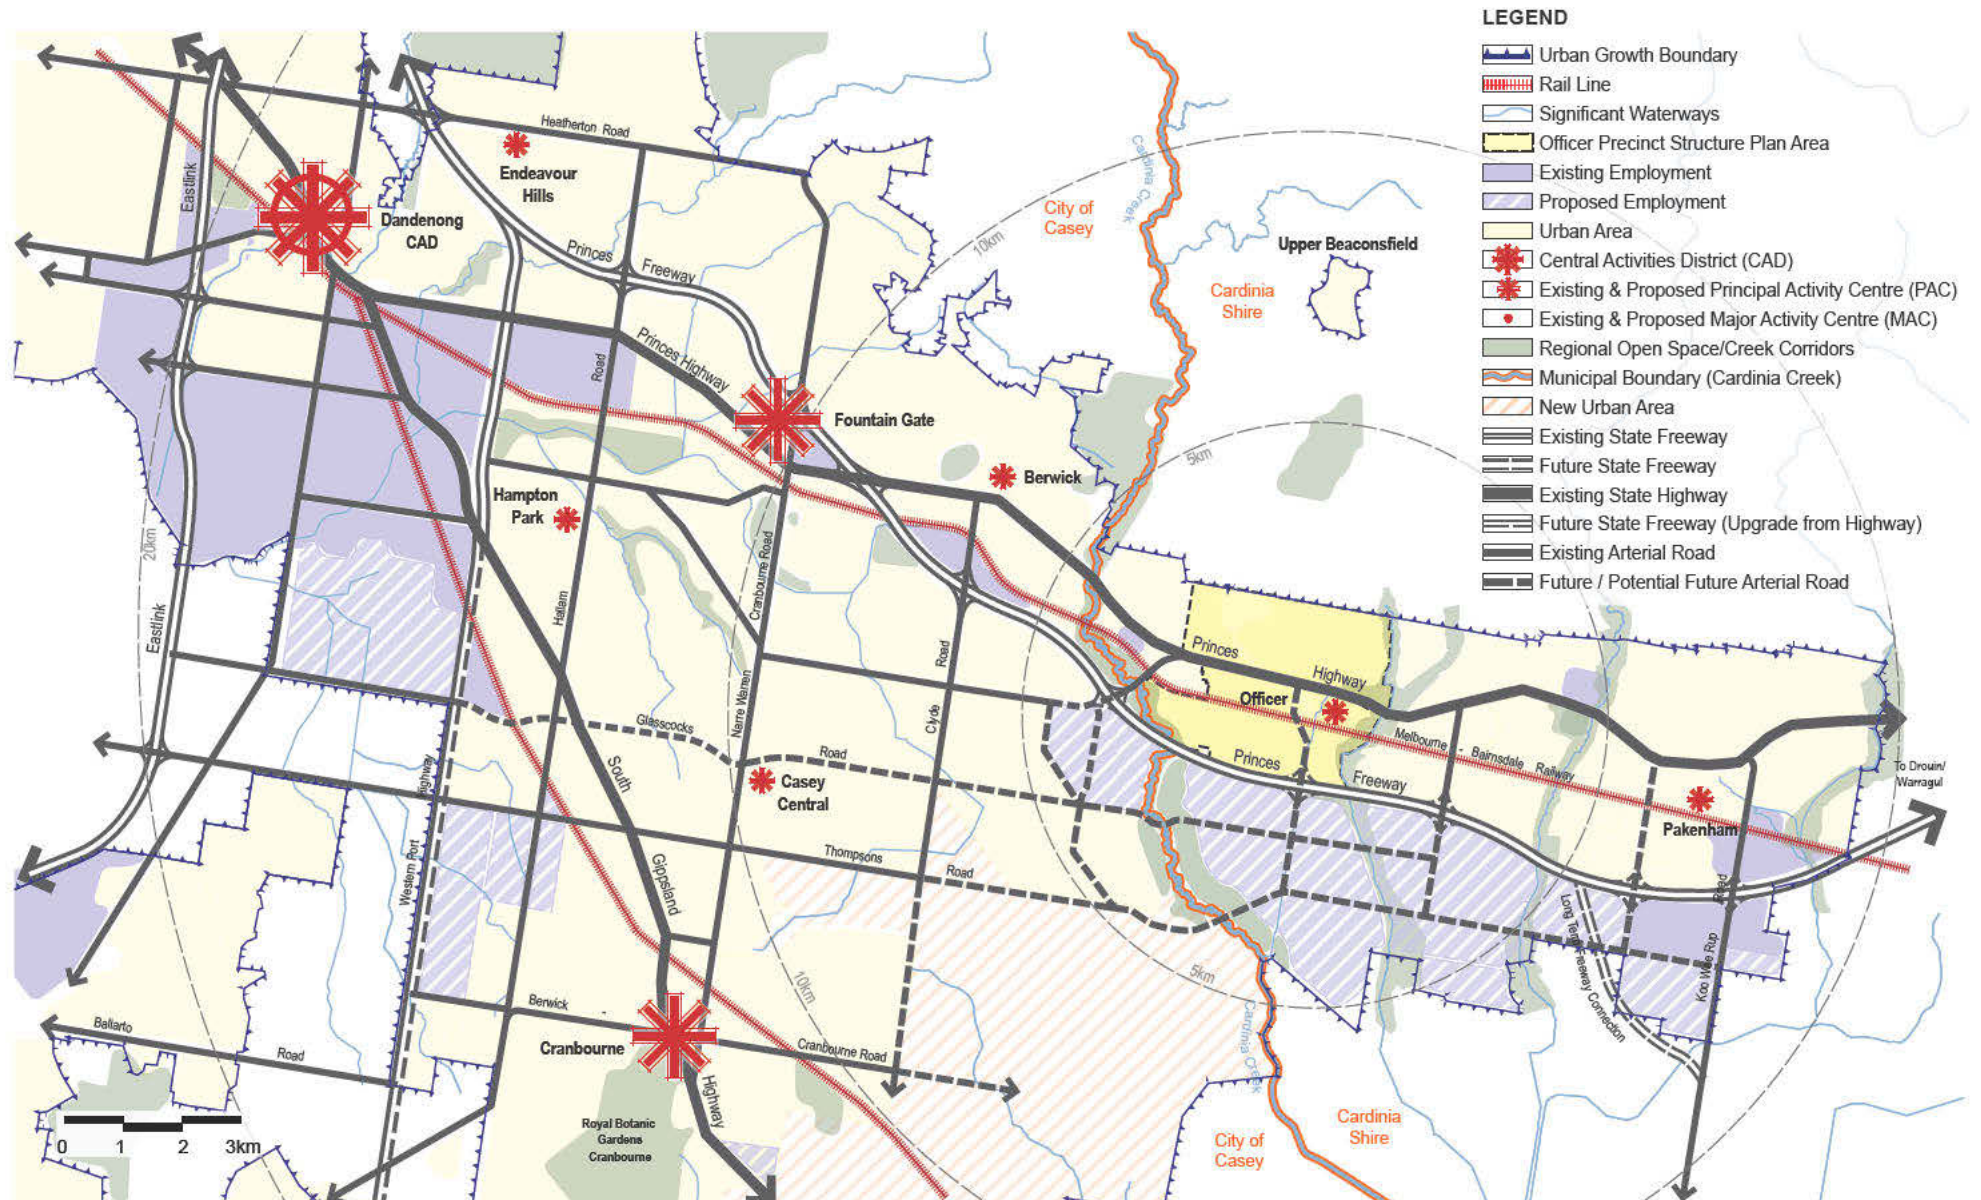 LEGEND
Urban Growth Boundary
Rail Line
Significant Waterways
Officer Precinct Structure Plan Area
Existing Employment
Proposed Employment
Urban Area
Central Activities District (CAD)
Existing & Proposed Principal Activity Centre (PAC)
Existing & Proposed Major Activity Centre (MAC)
Regional Open Space/Creek Corridors
Municipal Boundary (Cardinia Creek)
New Urban Area
Existing State Freeway
Future State Freeway
Existing State Highway
Future State Freeway (Upgrade from Highway)
Existing Arterial Road
Future / Potential Future Arterial Road
Heatherton Road
Endeavour
Hills
Eastlink
Dandenong
CAD
Princes Freeway
Cardinia Creek
City of
Casey
10km
Upper Beaconsfield
Cardinia
Shire
Princes Highway
Road
Fountain Gate
Berwick
5km
Hampton
Park
20km
Cranbourne Road
Hallam
Eastlink
Road
Princes
Highway
Officer
Narre Warren
Clyde
Glasscocks
Road
Melbourne - Bairnsdale Railway
Princes
Freeway
To Drouin/
Warragul
Highway
South
Casey
Central
Pakenham
Thompsons
Road
Western Port
Gippsland
Road
Long Term Freeway Connection
Koo Wee Rup
5km
10km
Berwick
Cranbourne
Cranbourne Road
Cardinia Creek
Ballarto
Road
Highway
Royal Botanic
Gardens
Cranbourne
Cardinia
Shire
City of
Casey
0 1 2 3km